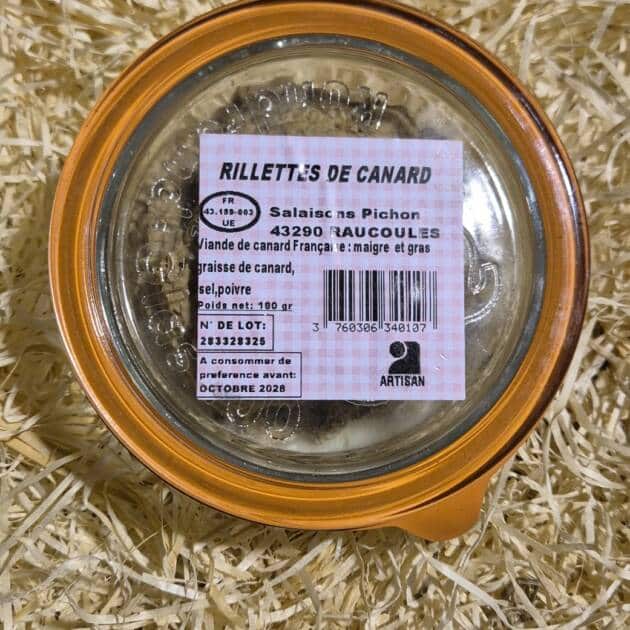 RILLETTES DE CANARD
FR
43.189-003
UE
Salaisons Pichon
43290 RAUCOULES
Viande de canard Française : maigre et gras
graisse de canard,
sel,poivre
Poids net: 180 gr
N° DE LOT:
283328325
A consommer de
preference avant:
OCTOBRE 2028
3 760306 340107
ARTISAN